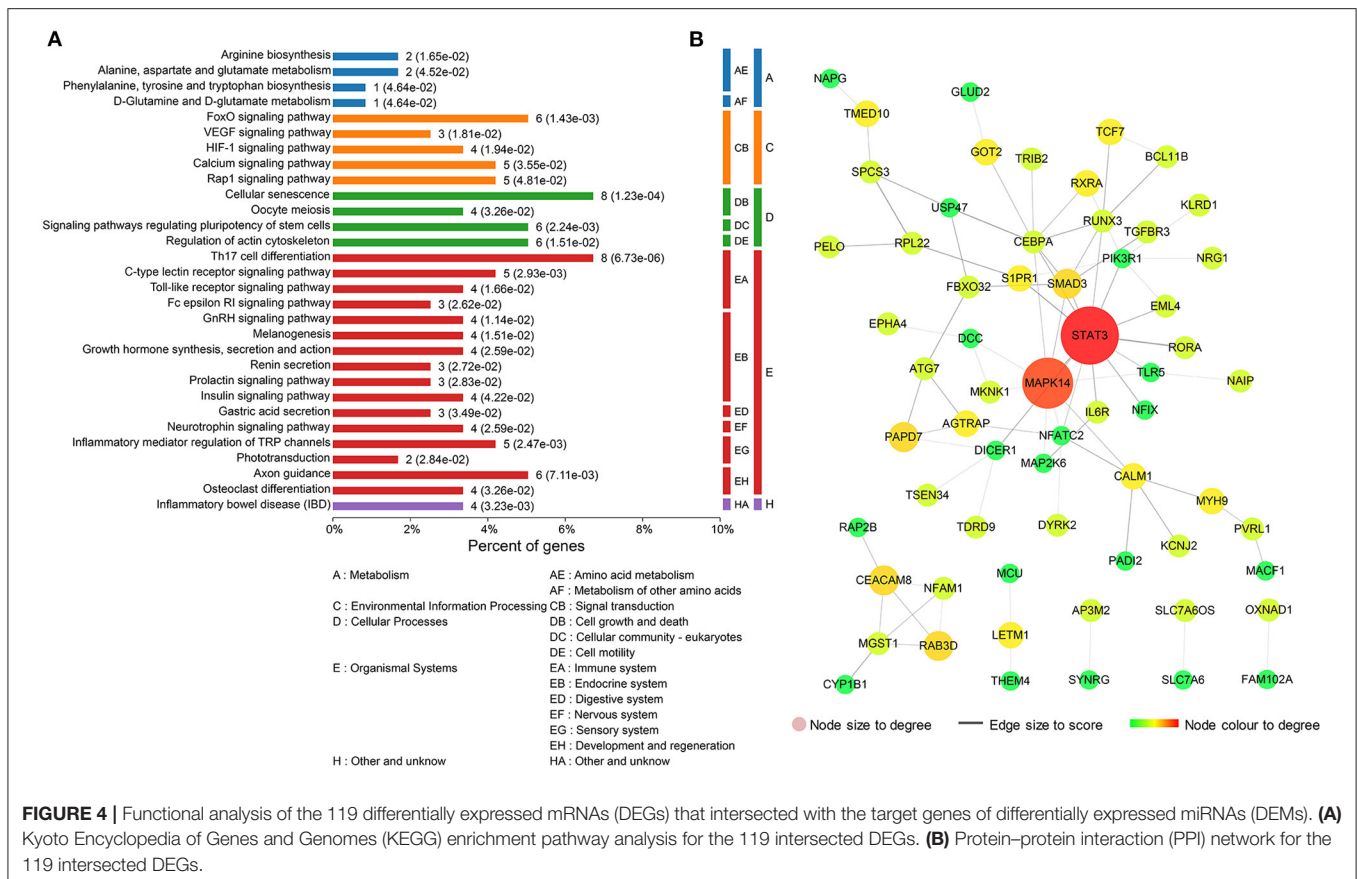 A
Arginine biosynthesis 2 (1.65e-02)
Alanine, aspartate and glutamate metabolism 2 (4.52e-02)
Phenylalanine, tyrosine and tryptophan biosynthesis 1 (4.64e-02)
D-Glutamine and D-glutamate metabolism 1 (4.64e-02)
FoxO signaling pathway 6 (1.43e-03)
VEGF signaling pathway 3 (1.81e-02)
HIF-1 signaling pathway 4 (1.94e-02)
Calcium signaling pathway 5 (3.55e-02)
Rap1 signaling pathway 5 (4.81e-02)
Cellular senescence 8 (1.23e-04)
Oocyte meiosis 4 (3.26e-02)
Signaling pathways regulating pluripotency of stem cells 6 (2.24e-03)
Regulation of actin cytoskeleton 6 (1.51e-02)
Th17 cell differentiation 8 (6.73e-06)
C-type lectin receptor signaling pathway 5 (2.93e-03)
Toll-like receptor signaling pathway 4 (1.66e-02)
Fc epsilon RI signaling pathway 3 (2.62e-02)
GnRH signaling pathway 4 (1.14e-02)
Melanogenesis 4 (1.51e-02)
Growth hormone synthesis, secretion and action 4 (2.59e-02)
Renin secretion 3 (2.72e-02)
Prolactin signaling pathway 3 (2.83e-02)
Insulin signaling pathway 4 (4.22e-02)
Gastric acid secretion 3 (3.49e-02)
Neurotrophin signaling pathway 4 (2.59e-02)
Inflammatory mediator regulation of TRP channels 5 (2.47e-03)
Phototransduction 2 (2.84e-02)
Axon guidance 6 (7.11e-03)
Osteoclast differentiation 4 (3.26e-02)
Inflammatory bowel disease (IBD) 4 (3.23e-03)
AE
AF
CB
DB
DC
DE
EA
EB
ED
EF
EG
EH
HA
A
C
D
E
H
0% 2% 4% 6% 8% 10%
Percent of genes
A : Metabolism AE : Amino acid metabolism
AF : Metabolism of other amino acids
C : Environmental Information Processing CB : Signal transduction
D : Cellular Processes DB : Cell growth and death
DC : Cellular community - eukaryotes
DE : Cell motility
E : Organismal Systems EA : Immune system
EB : Endocrine system
ED : Digestive system
EF : Nervous system
EG : Sensory system
EH : Development and regeneration
H : Other and unknow HA : Other and unknow
B
NAPG
GLUD2
TMED10
TCF7
GOT2
TRIB2
BCL11B
SPCS3
RXRA
USP47
RUNX3
KLRD1
PELO
RPL22
CEBPA
TGFBR3
PIK3R1
NRG1
FBXO32
S1PR1
SMAD3
EML4
EPHA4
DCC
STAT3
RORA
ATG7
MKNK1
MAPK14
TLR5
NAIP
IL6R
NFIX
PAPD7
AGTRAP
NFATC2
DICER1
MAP2K6
CALM1
TSEN34
MYH9
TDRD9
DYRK2
KCNJ2
PVRL1
PADI2
MACF1
RAP2B
CEACAM8
NFAM1
MCU
AP3M2
SLC7A6OS
OXNAD1
MGST1
RAB3D
LETM1
CYP1B1
THEM4
SYNRG
SLC7A6
FAM102A
Node size to degree Edge size to score Node colour to degree
FIGURE 4 | Functional analysis of the 119 differentially expressed mRNAs (DEGs) that intersected with the target genes of differentially expressed miRNAs (DEMs). (A)
Kyoto Encyclopedia of Genes and Genomes (KEGG) enrichment pathway analysis for the 119 intersected DEGs. (B) Protein–protein interaction (PPI) network for the
119 intersected DEGs.